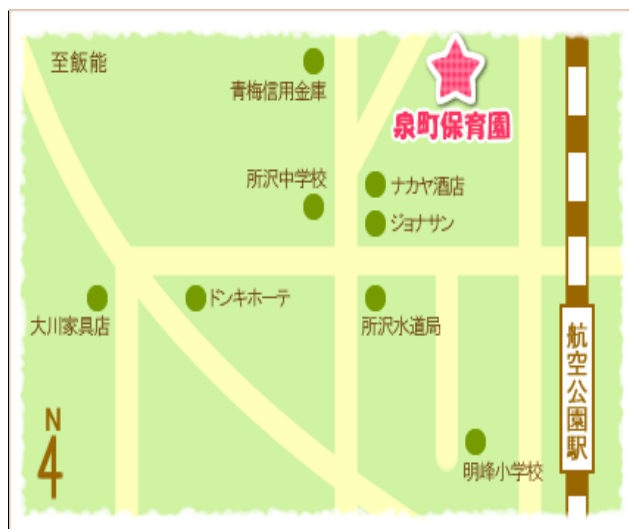 至飯能
青梅信用金庫
泉町保育園
所沢中学校
ナカヤ酒店
ジョナサン
ドンキホーテ
大川家具店
所沢水道局
航空公園駅
N
明峰小学校